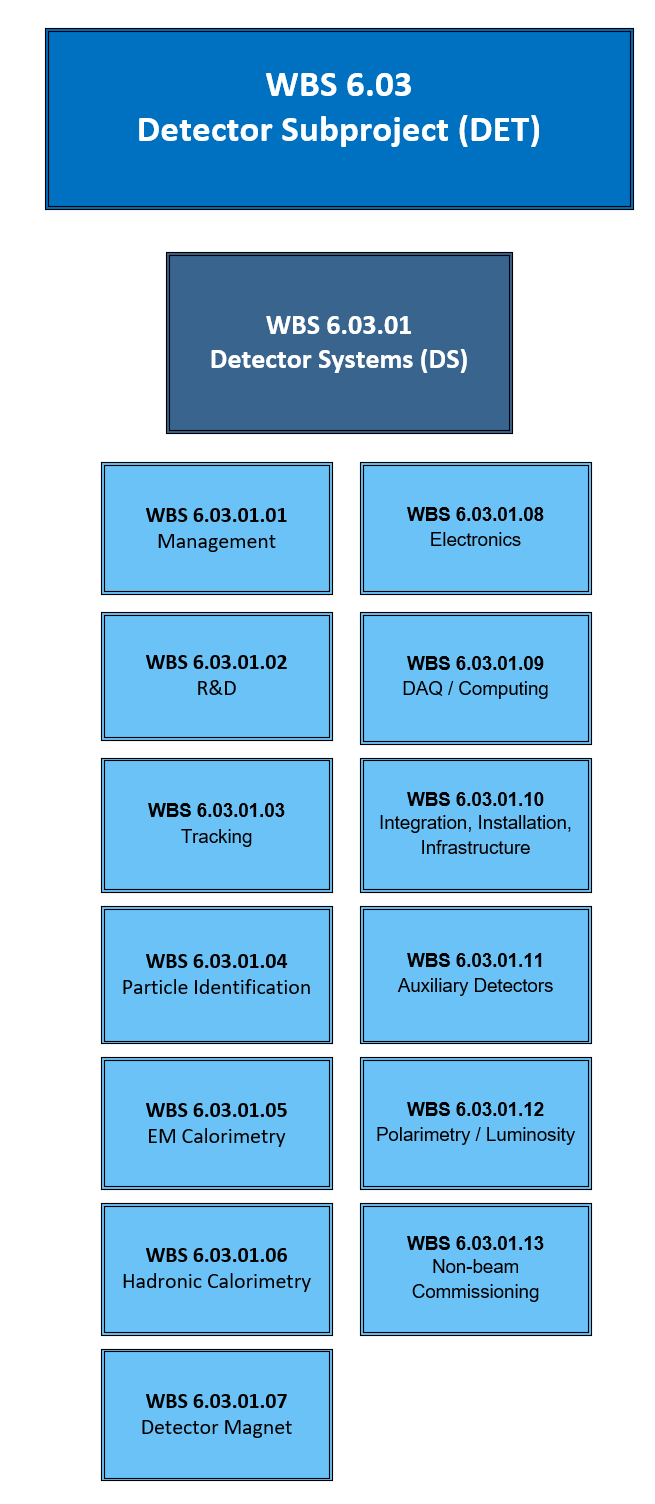 WBS 6.03
Detector Subproject (DET)
WBS 6.03.01
Detector Systems (DS)
WBS 6.03.01.01
Management
WBS 6.03.01.02
R&D
WBS 6.03.01.03
Tracking
WBS 6.03.01.04
Particle Identification
WBS 6.03.01.05
EM Calorimetry
WBS 6.03.01.06
Hadronic Calorimetry
WBS 6.03.01.07
Detector Magnet
WBS 6.03.01.08
Electronics
WBS 6.03.01.09
DAQ / Computing
WBS 6.03.01.10
Integration, Installation,
Infrastructure
WBS 6.03.01.11
Auxiliary Detectors
WBS 6.03.01.12
Polarimetry / Luminosity
WBS 6.03.01.13
Non-beam
Commissioning